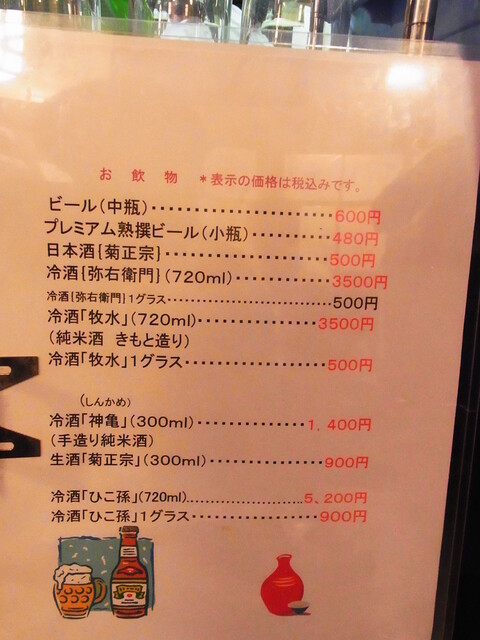 お 飲 物 ＊表示の価格は税込みです。
ビール(中瓶)・・・・・・・・・・・・・・・・・・・・・・・600円
プレミアム熟撰ビール(小瓶)・・・・・・・・・・480円
日本酒{菊正宗}・・・・・・・・・・・・・・・・・・・・・500円
冷酒{弥右衛門}(720ml)・・・・・・・・・・・・3500円
冷酒{弥右衛門}1グラス・・・・・・・・・・・・・・・・・・・・・・500円
冷酒「牧水」(720ml)・・・・・・・・・・・・・・・3500円
(純米酒 きもと造り)
冷酒「牧水」1グラス・・・・・・・・・・・・・・・・・・500円
(しんかめ)
冷酒「神亀」(300ml)・・・・・・・・・・・・・・1,400円
(手造り純米酒)
生酒「菊正宗」(300ml)・・・・・・・・・・・・・・900円
冷酒「ひこ孫」(720ml)........................5,200円
冷酒「ひこ孫」1グラス・・・・・・・・・・・・・・・・900円